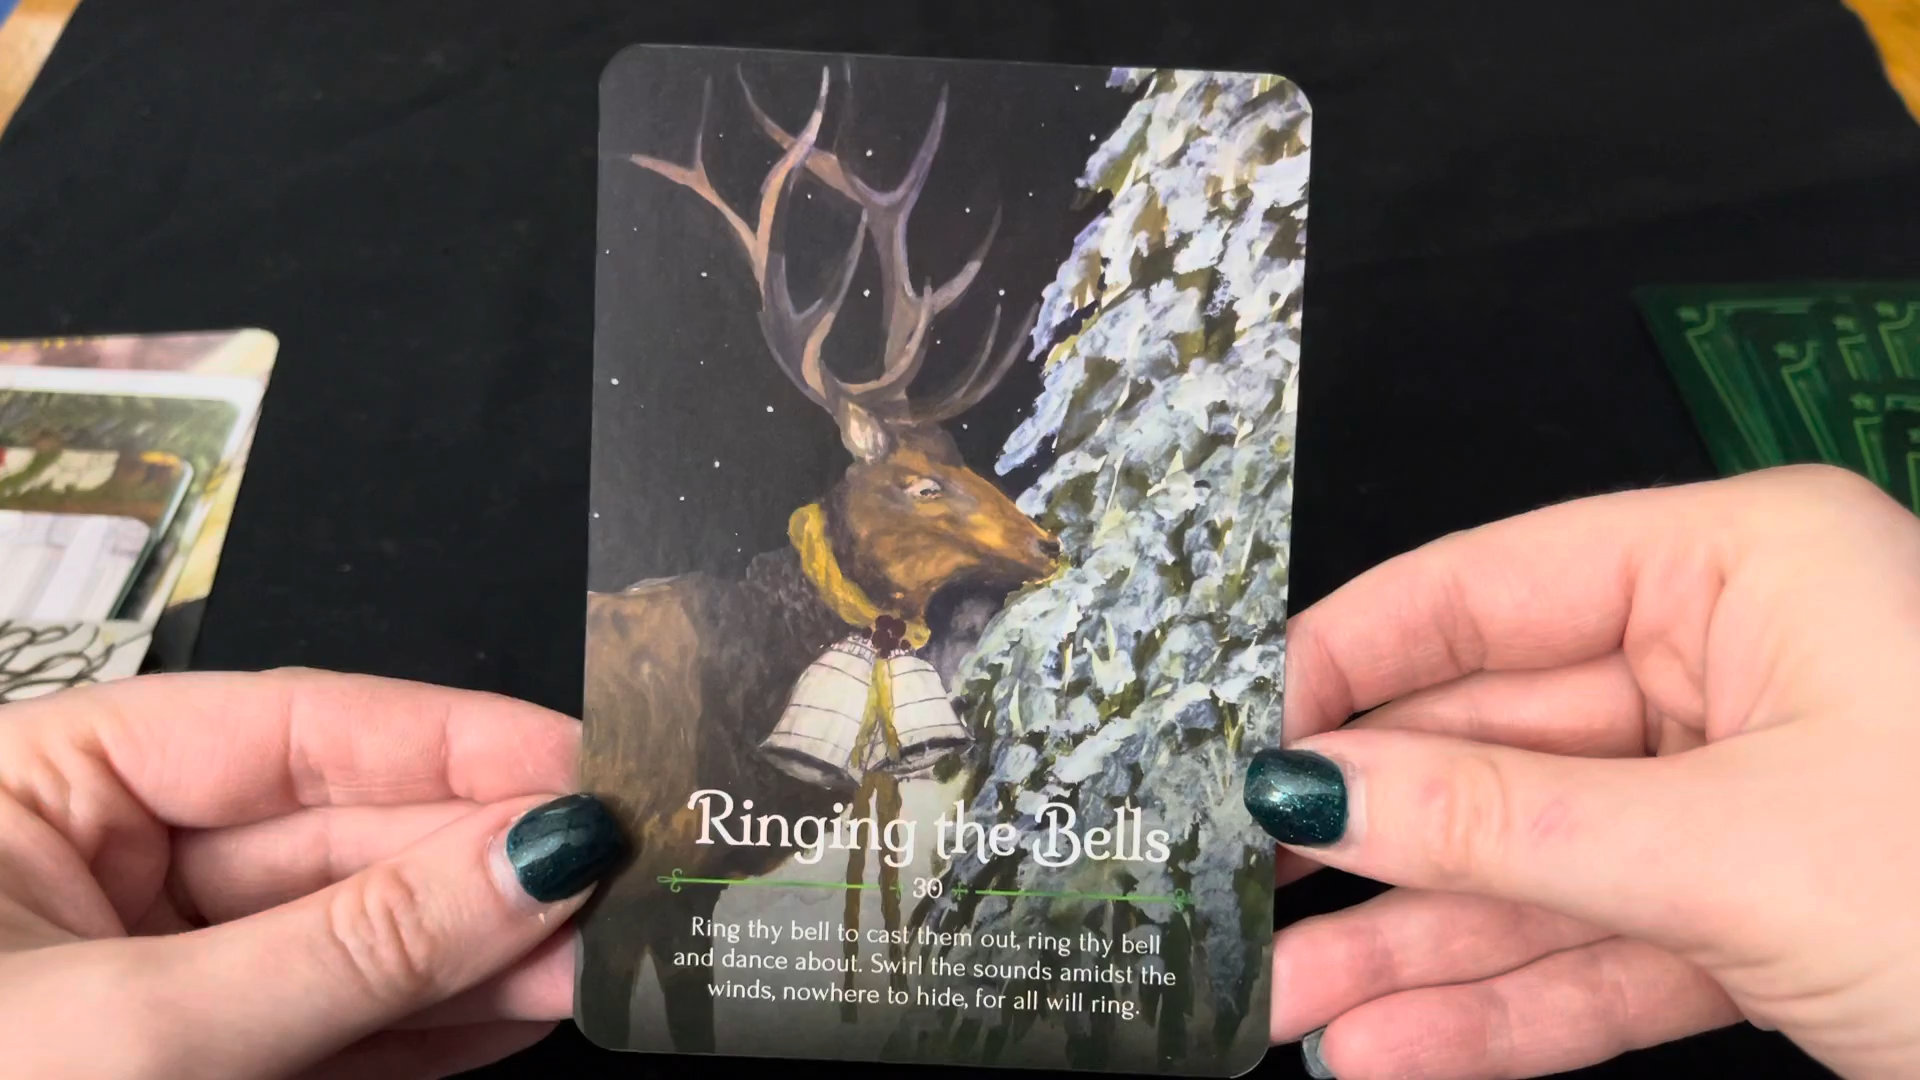 Ringing the Bells
30
Ring thy bell to cast them out, ring thy bell
and dance about. Swirl the sounds amidst the
winds, nowhere to hide, for all will ring.